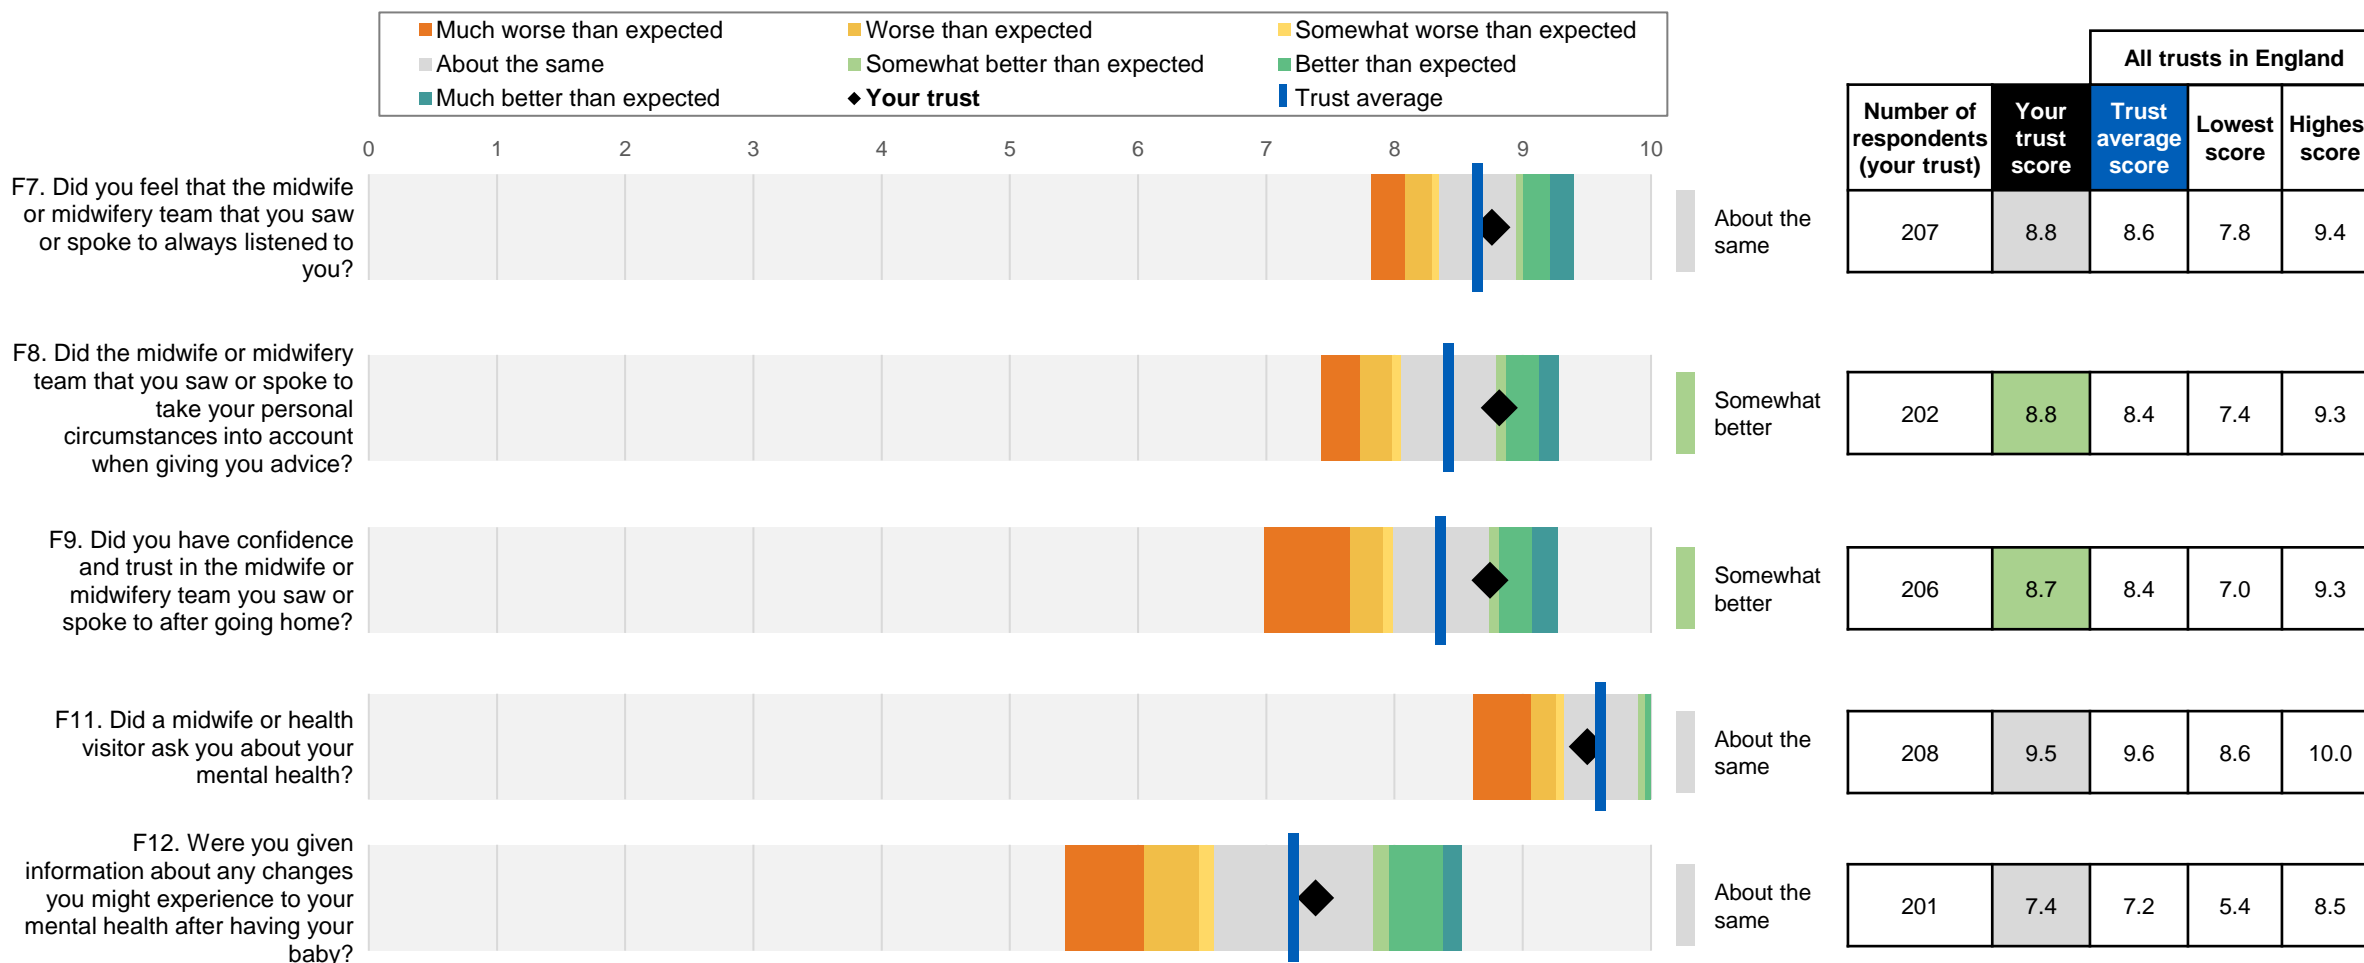 Much worse than expected
Worse than expected
Somewhat worse than expected
About the same
Somewhat better than expected
Better than expected
Much better than expected
Your trust
Trust average
All trusts in England
Number of
respondents
(your trust)
Your
trust
score
Trust
average
score
Lowest
score
Highes
score
0 1 2 3 4 5 6 7 8 9 10
F7. Did you feel that the midwife
or midwifery team that you saw
or spoke to always listened to
you?
About the
same
207 8.8 8.6 7.8 9.4
F8. Did the midwife or midwifery
team that you saw or spoke to
take your personal
circumstances into account
when giving you advice?
Somewhat
better
202 8.8 8.4 7.4 9.3
F9. Did you have confidence
and trust in the midwife or
midwifery team you saw or
spoke to after going home?
Somewhat
better
206 8.7 8.4 7.0 9.3
F11. Did a midwife or health
visitor ask you about your
mental health?
About the
same
208 9.5 9.6 8.6 10.0
F12. Were you given
information about any changes
you might experience to your
mental health after having your
baby?
About the
same
201 7.4 7.2 5.4 8.5